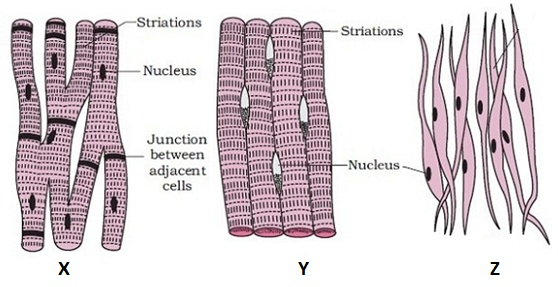 Striations
Nucleus
Junction
between
adjacent
cells
Striations
Nucleus
X
Y
Z